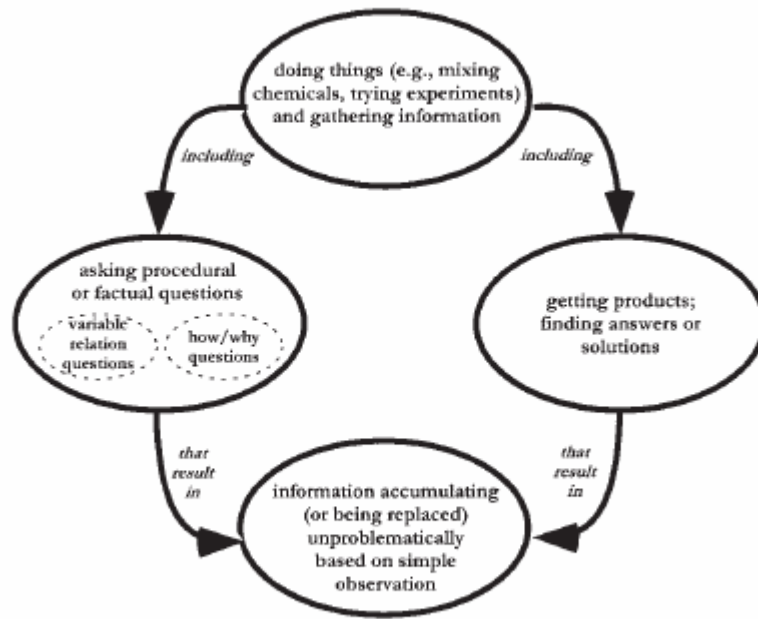 doing things (e.g., mixing
chemicals, trying experiments)
and gathering information
including
including
asking procedural
or factual questions
variable
relation
questions
how/why
questions
getting products;
finding answers or
solutions
that
result
in
that
result
in
information accumulating
(or being replaced)
unproblematically
based on simple
observation